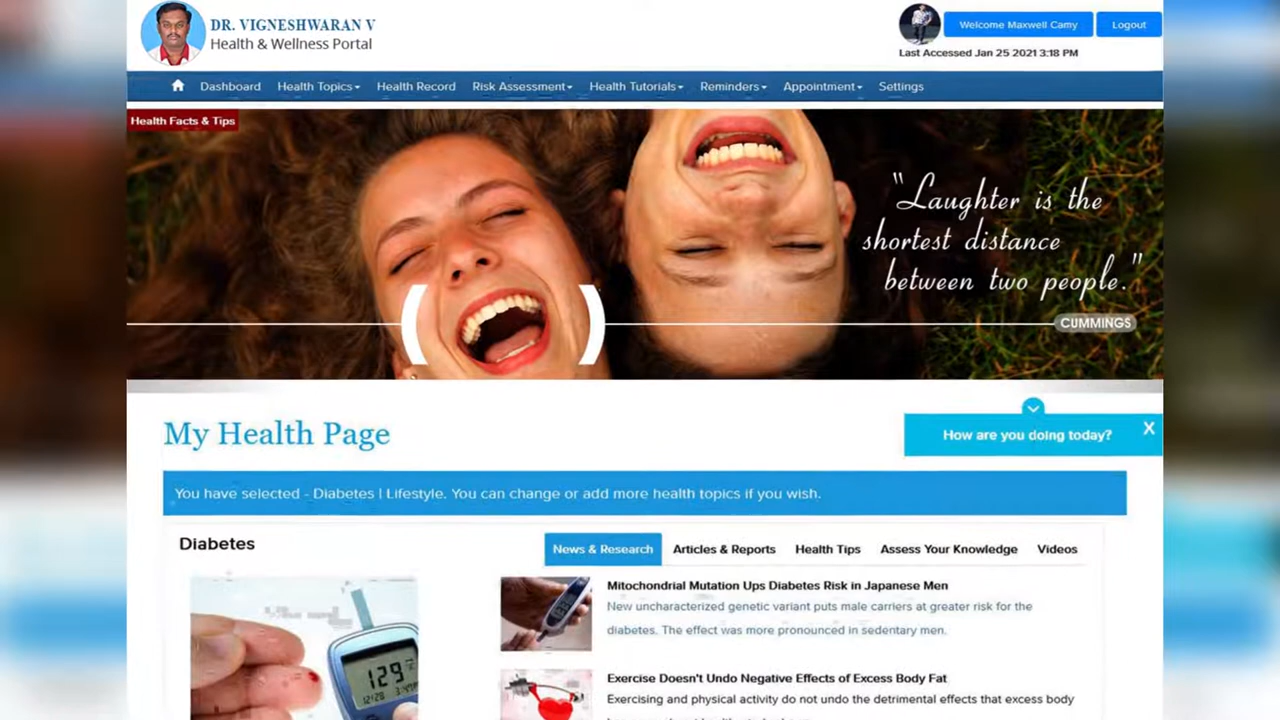 DR. VIGNESHWARAN V
Health & Wellness Portal
Welcome Maxwell Camy
Logout
Last Accessed Jan 25 2021 3:18 PM
Dashboard Health Topics Health Record Risk Assessment Health Tutorials Reminders Appointment Settings
Health Facts & Tips
"Laughter is the
shortest distance
between two people."
CUMMINGS
My Health Page
How are you doing today?
X
You have selected - Diabetes | Lifestyle. You can change or add more health topics if you wish.
Diabetes
News & Research Articles & Reports Health Tips Assess Your Knowledge Videos
129
12/28
Mitochondrial Mutation Ups Diabetes Risk in Japanese Men
New uncharacterized genetic variant puts male carriers at greater risk for the
diabetes. The effect was more pronounced in sedentary men.
Exercise Doesn't Undo Negative Effects of Excess Body Fat
Exercising and physical activity do not undo the detrimental effects that excess body